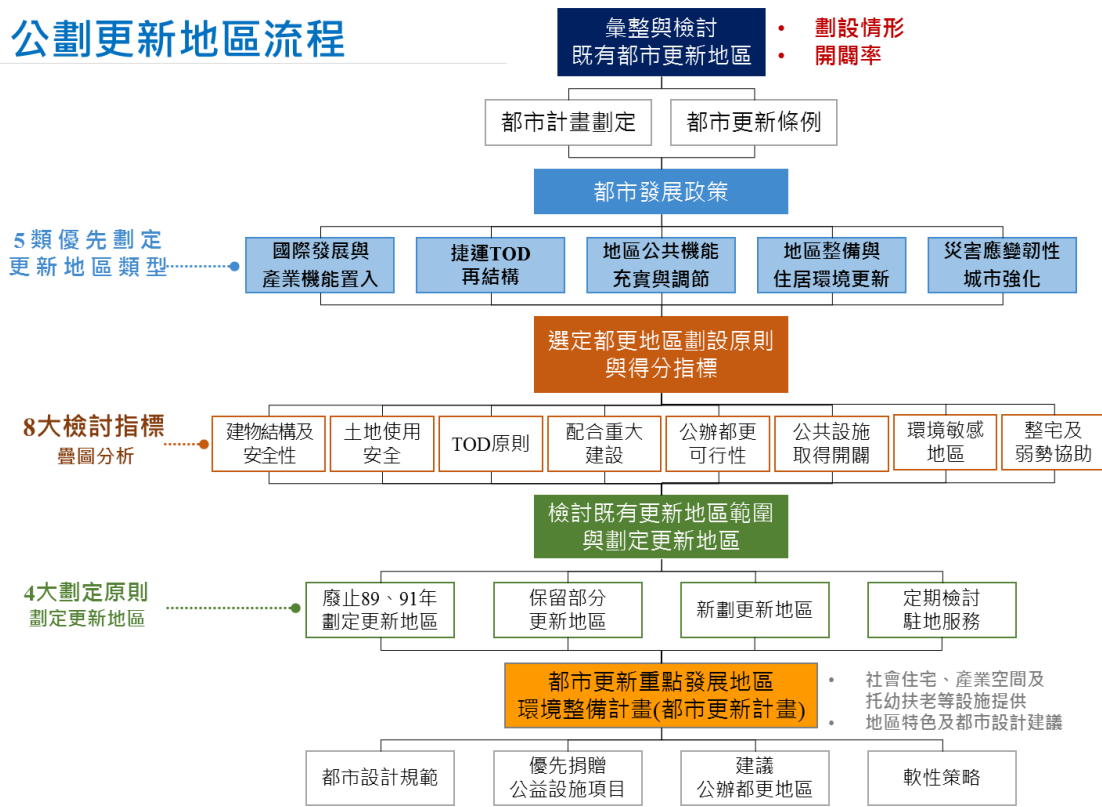 公劃更新地區流程
彙整與檢討
既有都市更新地區
• 劃設情形
• 開闢率
都市計畫劃定
都市更新條例
都市發展政策
5類優先劃定
更新地區類型
國際發展與
產業機能置入
捷運TOD
再結構
地區公共機能
充實與調節
地區整備與
住居環境更新
災害應變韌性
城市強化
選定都更地區劃設原則
與得分指標
8大檢討指標
疊圖分析
建物結構及
安全性
土地使用
安全
TOD原則
配合重大
建設
公辦都更
可行性
公共設施
取得開闢
環境敏感
地區
整宅及
弱勢協助
檢討既有更新地區範圍
與劃定更新地區
4大劃定原則
劃定更新地區
廢止89、91年
劃定更新地區
保留部分
更新地區
新劃更新地區
定期檢討
駐地服務
都市更新重點發展地區
環境整備計畫(都市更新計畫)
• 社會住宅、產業空間及
托幼扶老等設施提供
• 地區特色及都市設計建議
都市設計規範
優先捐贈
公益設施項目
建議
公辦都更地區
軟性策略